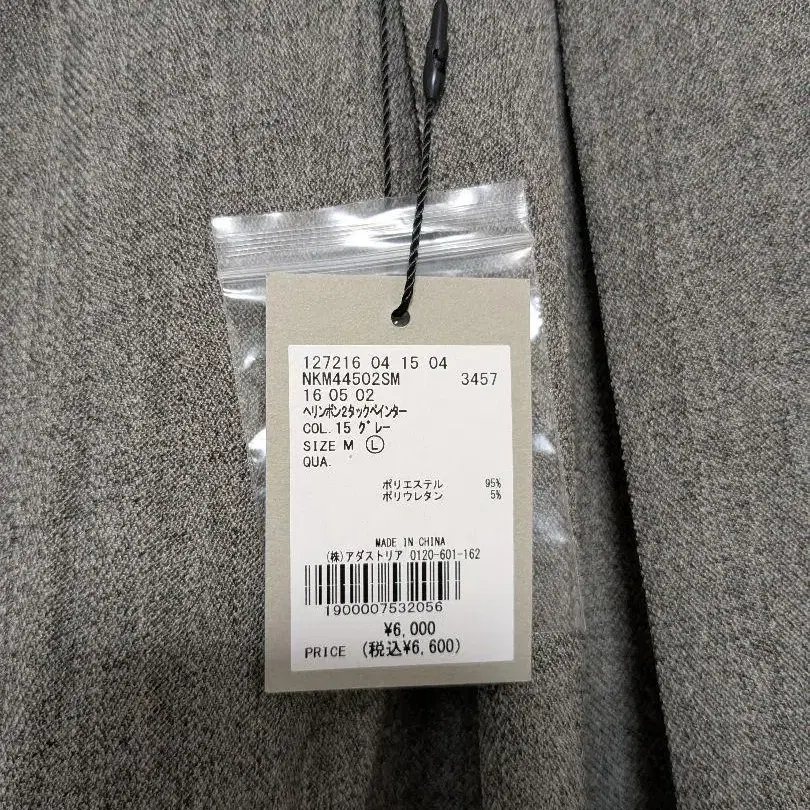 127216 04 15 04
NKM44502SM 3457
16 05 02
ﾍﾘﾝﾎﾞﾝ2ﾀｯｸﾍﾟｲﾝﾀｰ
COL.15 ｸﾞﾚｰ
SIZE M Ⓛ
QUA.
ポリエステル 95%
ポリウレタン 5%
MADE IN CHINA
(株)アダストリア 0120-601-162
1900007532056
¥6,000
PRICE (税込¥6,600)